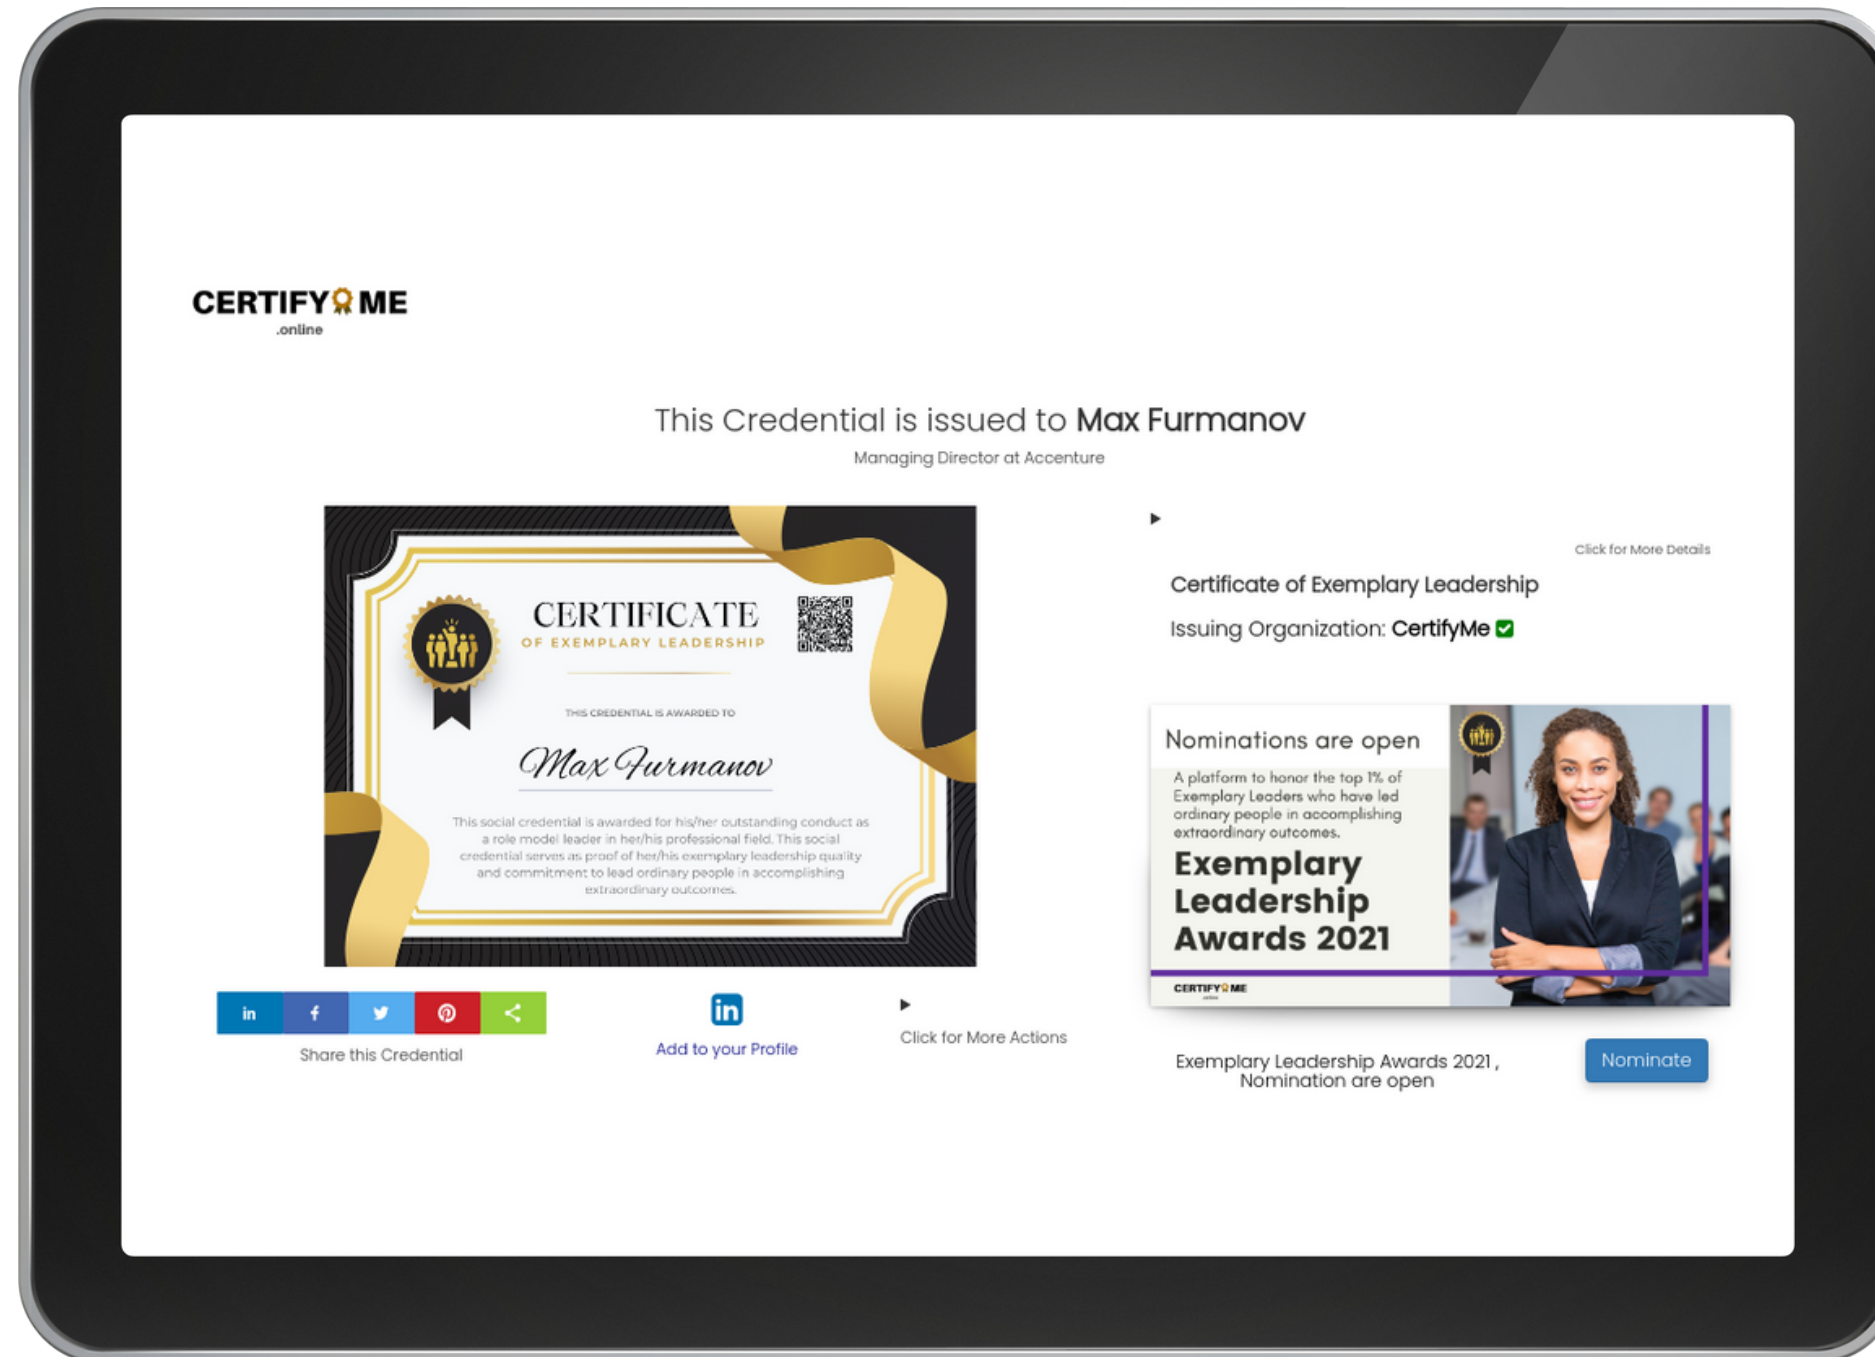 CERTIFY ME
.online
This Credential is issued to Max Furmanov
Managing Director at Accenture
CERTIFICATE
OF EXEMPLARY LEADERSHIP
THIS CREDENTIAL IS AWARDED TO
Max Furmanov
This social credential is awarded for his/her outstanding conduct as
a role model leader in her/his professional field. This social
credential serves as proof of her/his exemplary leadership quality
and commitment to lead ordinary people in accomplishing
extraordinary outcomes.
in f
Share this Credential
in
Add to your Profile
Click for More Actions
Click for More Details
Certificate of Exemplary Leadership
Issuing Organization: CertifyMe
Nominations are open
A platform to honor the top 1% of
Exemplary Leaders who have led
ordinary people in accomplishing
extraordinary outcomes.
Exemplary
Leadership
Awards 2021
CERTIFY ME
.online
Exemplary Leadership Awards 2021 ,
Nomination are open
Nominate